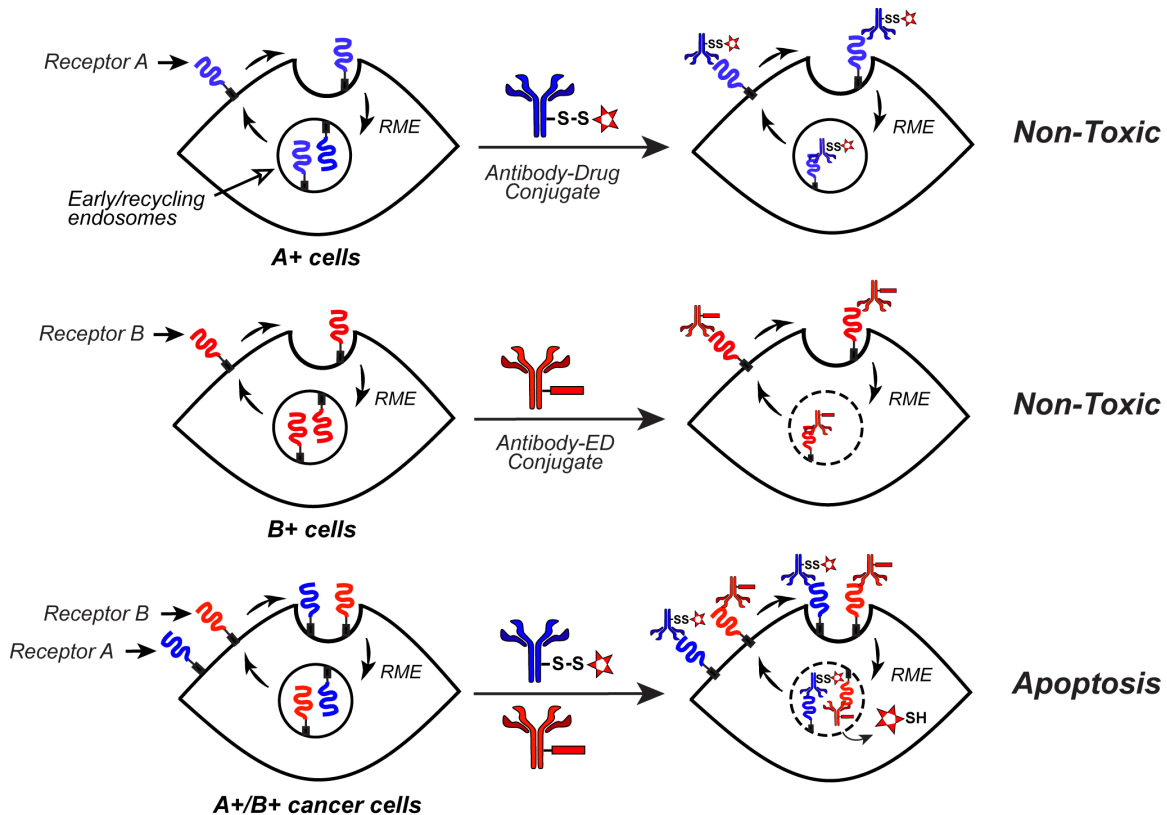 Receptor A
RME
Early/recycling
endosomes
A+ cells
-S-S
Antibody-Drug
Conjugate
SS
SS
RME
SS
Non-Toxic
Receptor B
RME
B+ cells
Antibody-ED
Conjugate
RME
Non-Toxic
Receptor B
Receptor A
RME
A+/B+ cancer cells
-S-S
SS
SS
RME
SS
SH
Apoptosis